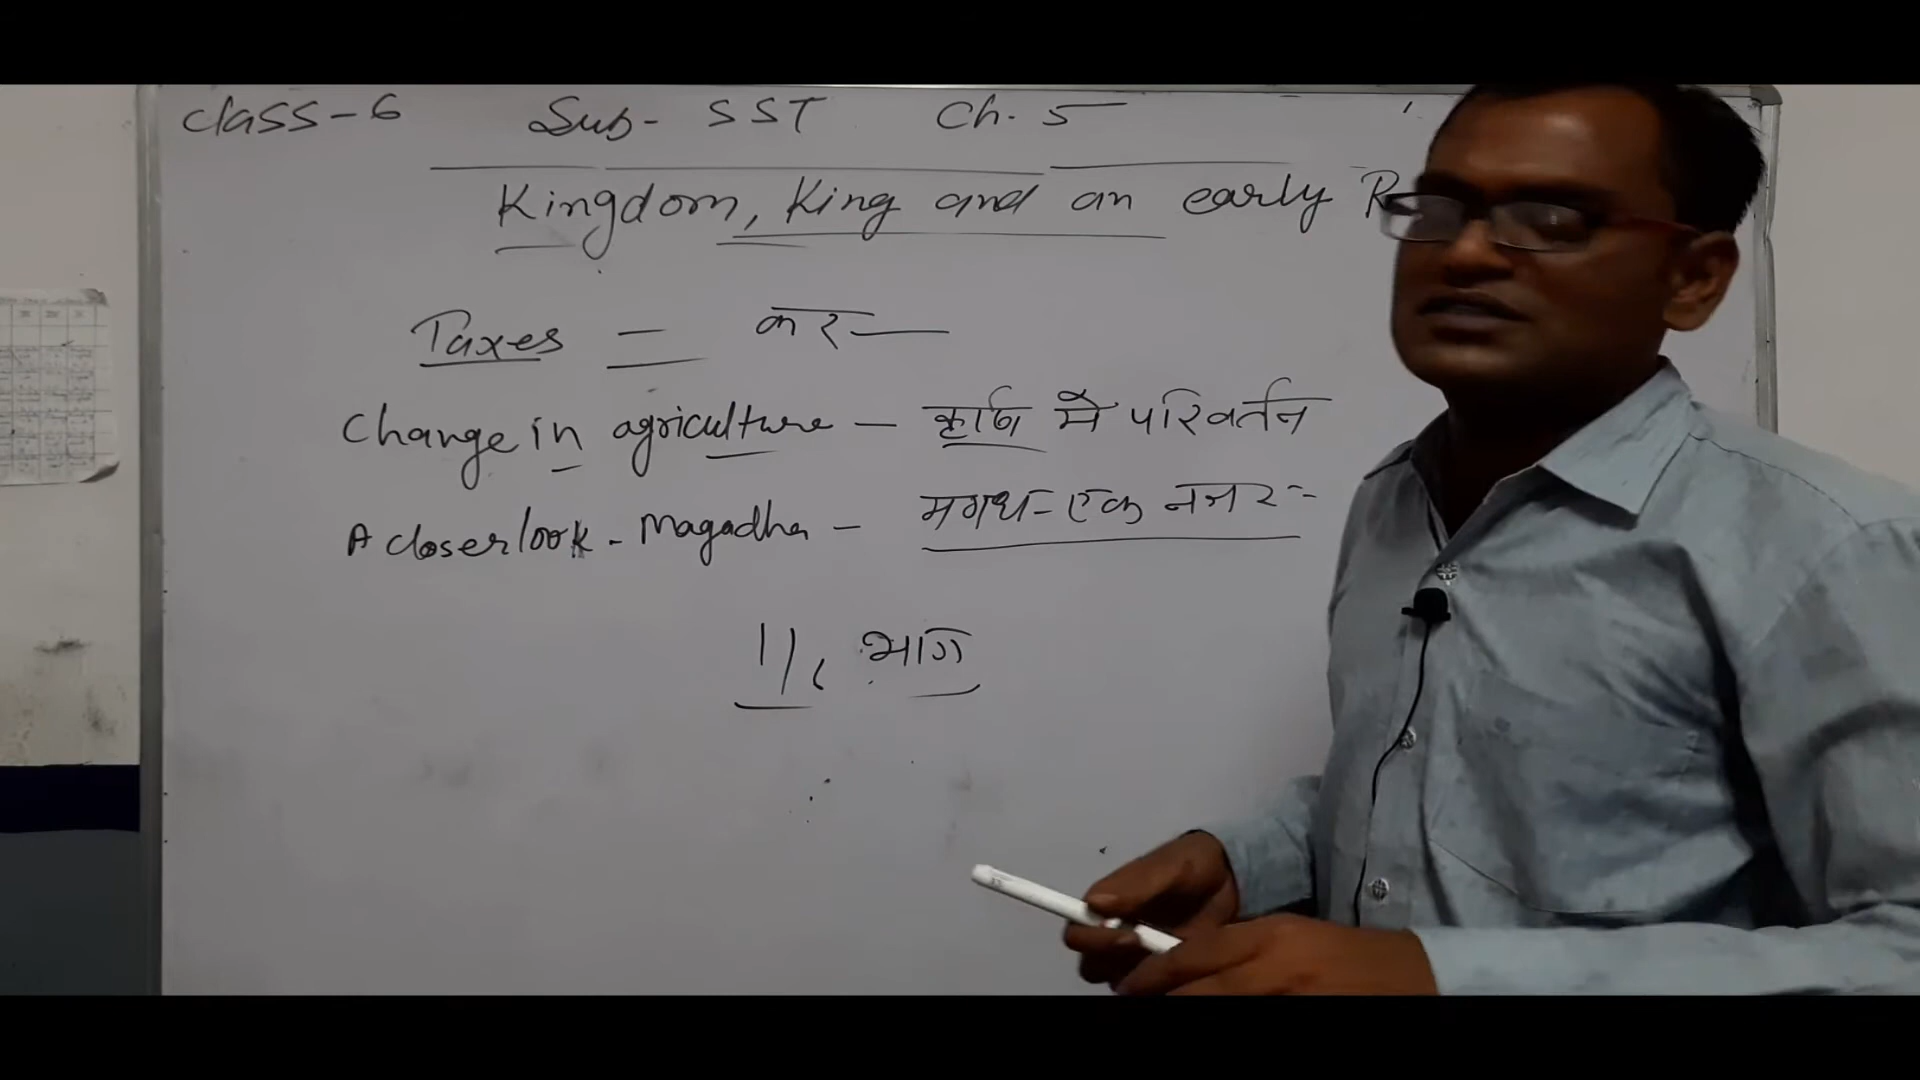 Class-6 Sub- SST Ch. 5
Kingdom, King and an early R
Taxes = कर
Change in agriculture - कृषि में परिवर्तन
A closer look - Magadha - मगध - एक नजर :-
1/6 भाग